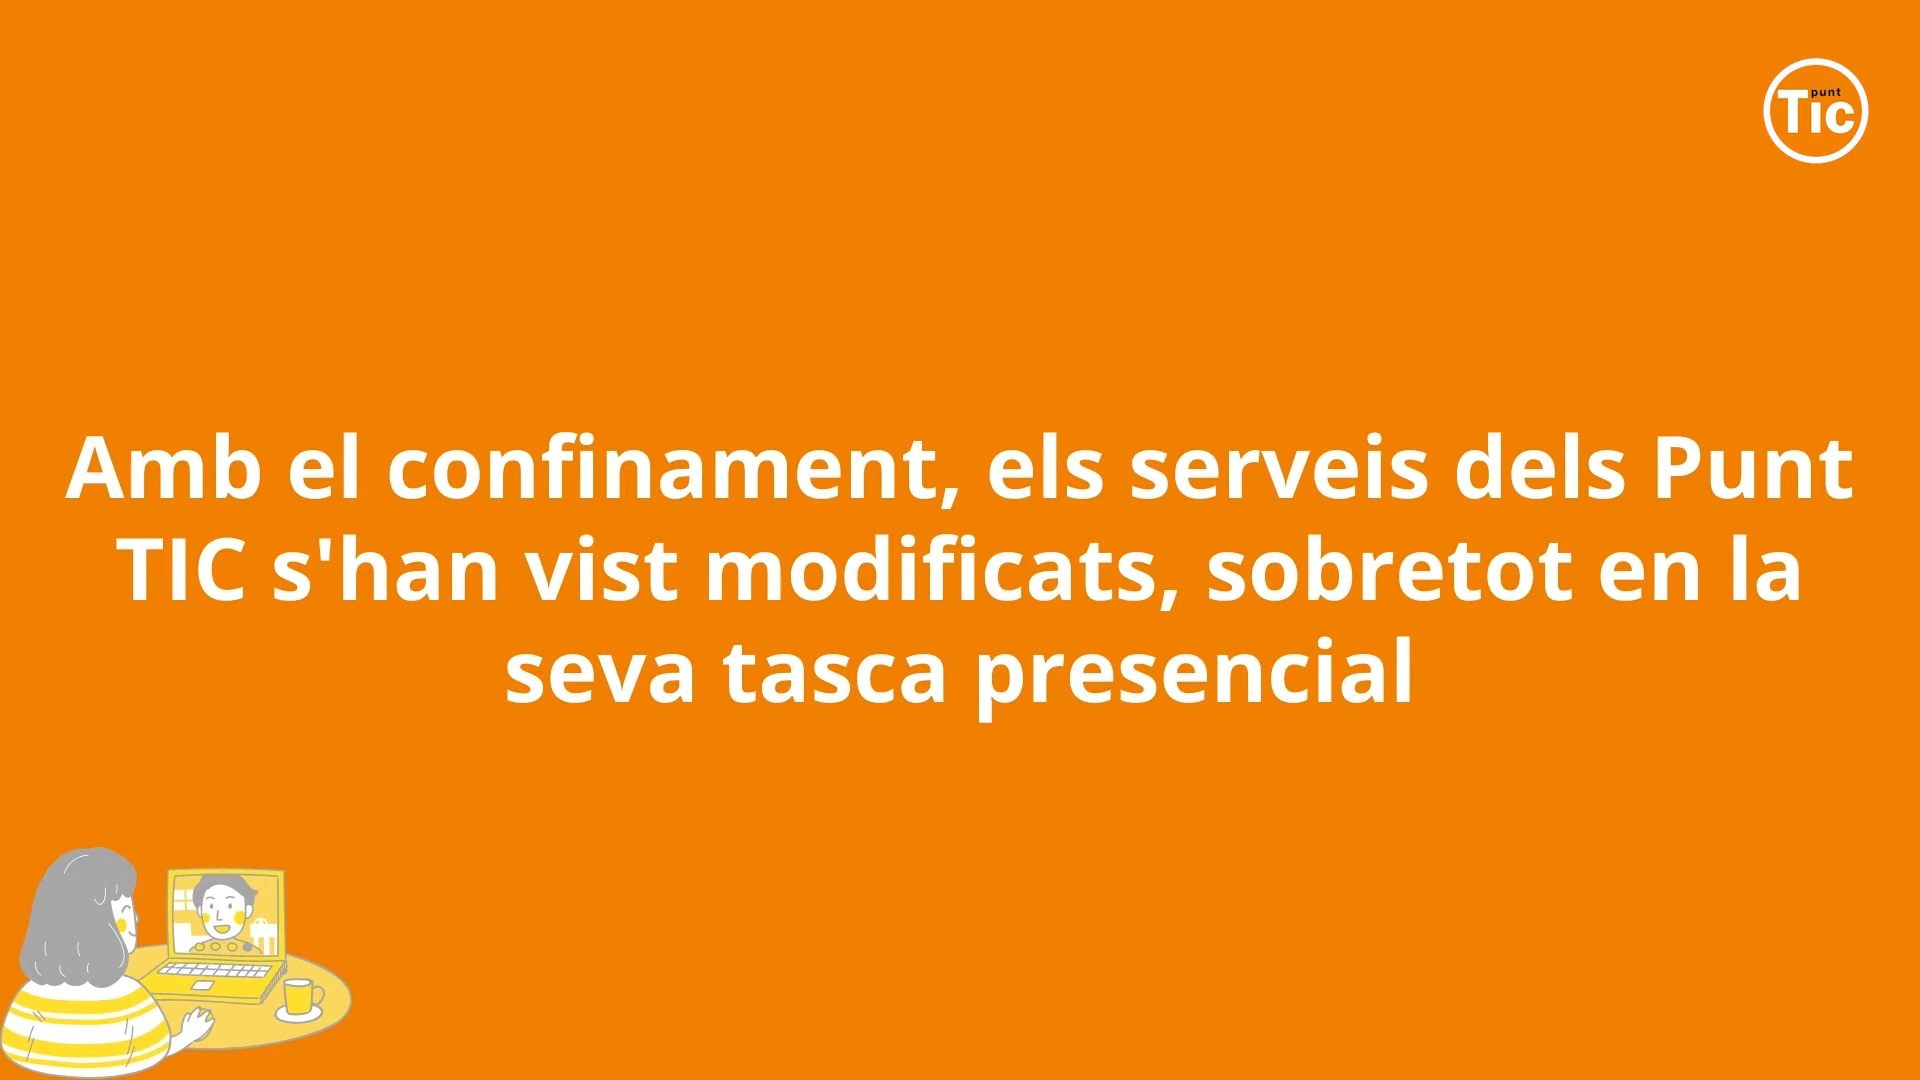 punt
Tic
Amb el confinament, els serveis dels Punt
TIC s'han vist modificats, sobretot en la
seva tasca presencial